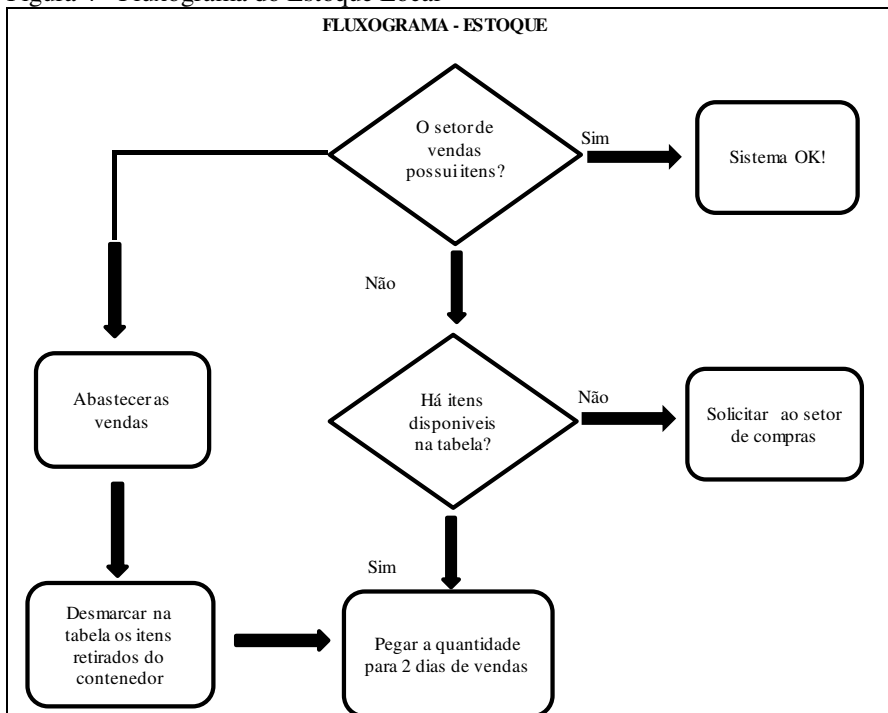 FLUXOGRAMA - ESTOQUE
O setor de
vendas
possui itens?
Sim
Sistema OK!
Não
Abastecer as
vendas
Há itens
disponiveis
na tabela?
Não
Solicitar ao setor
de compras
Sim
Desmarcar na
tabela os itens
retirados do
contenedor
Pegar a quantidade
para 2 dias de vendas